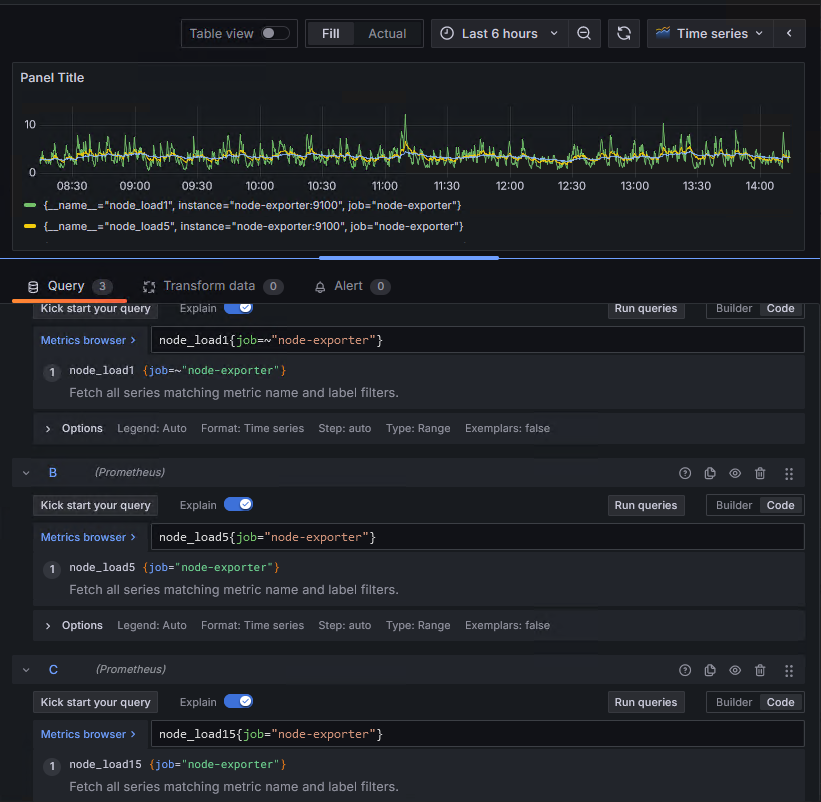 Table view Fill Actual Last 6 hours Time series
Panel Title
10
0
08:30 09:00 09:30 10:00 10:30 11:00 11:30 12:00 12:30 13:00 13:30 14:00
{__name__="node_load1", instance="node-exporter:9100", job="node-exporter"}
{__name__="node_load5", instance="node-exporter:9100", job="node-exporter"}
Query 3 Transform data 0 Alert 0
Kick start your query Explain Run queries Builder Code
Metrics browser > node_load1{job=~"node-exporter"}
1 node_load1 {job=~"node-exporter"}
Fetch all series matching metric name and label filters.
> Options Legend: Auto Format: Time series Step: auto Type: Range Exemplars: false
B (Prometheus)
Kick start your query Explain Run queries Builder Code
Metrics browser > node_load5{job="node-exporter"}
1 node_load5 {job="node-exporter"}
Fetch all series matching metric name and label filters.
> Options Legend: Auto Format: Time series Step: auto Type: Range Exemplars: false
C (Prometheus)
Kick start your query Explain Run queries Builder Code
Metrics browser > node_load15{job="node-exporter"}
1 node_load15 {job="node-exporter"}
Fetch all series matching metric name and label filters.